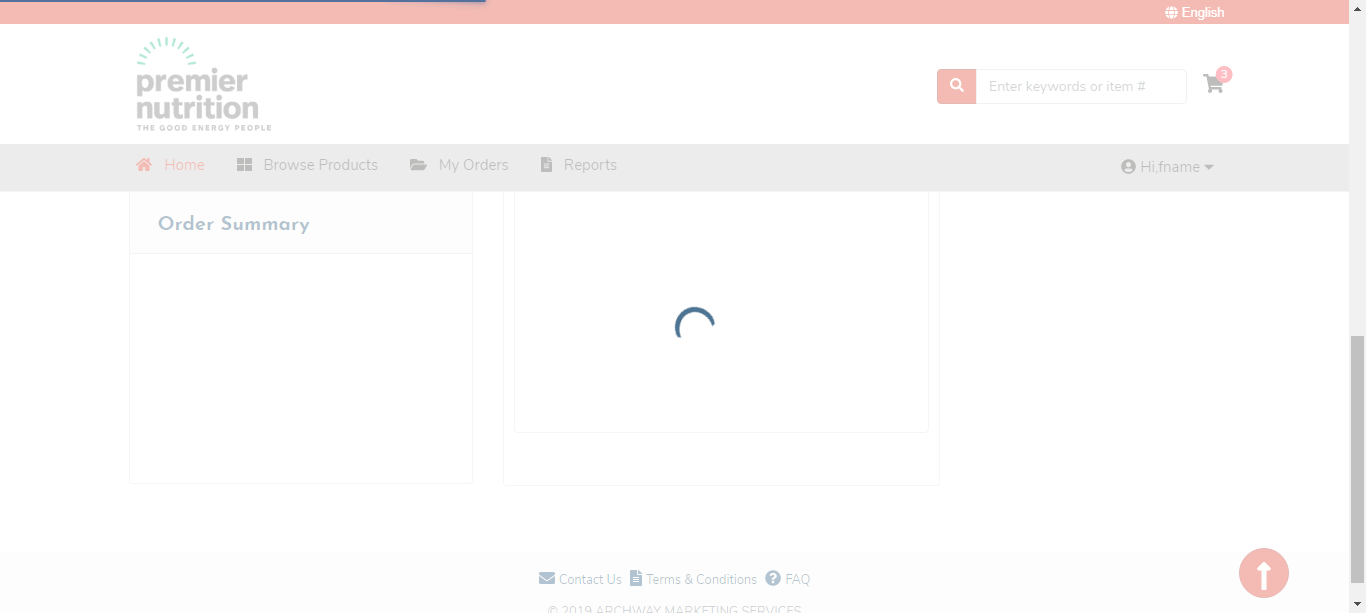 English
premier
nutrition
THE GOOD ENERGY PEOPLE
Enter keywords or item #
3
Home
Browse Products
My Orders
Reports
Hi,fname
Order Summary
Contact Us
Terms & Conditions
FAQ
© 2019 ARCHWAY MARKETING SERVICES